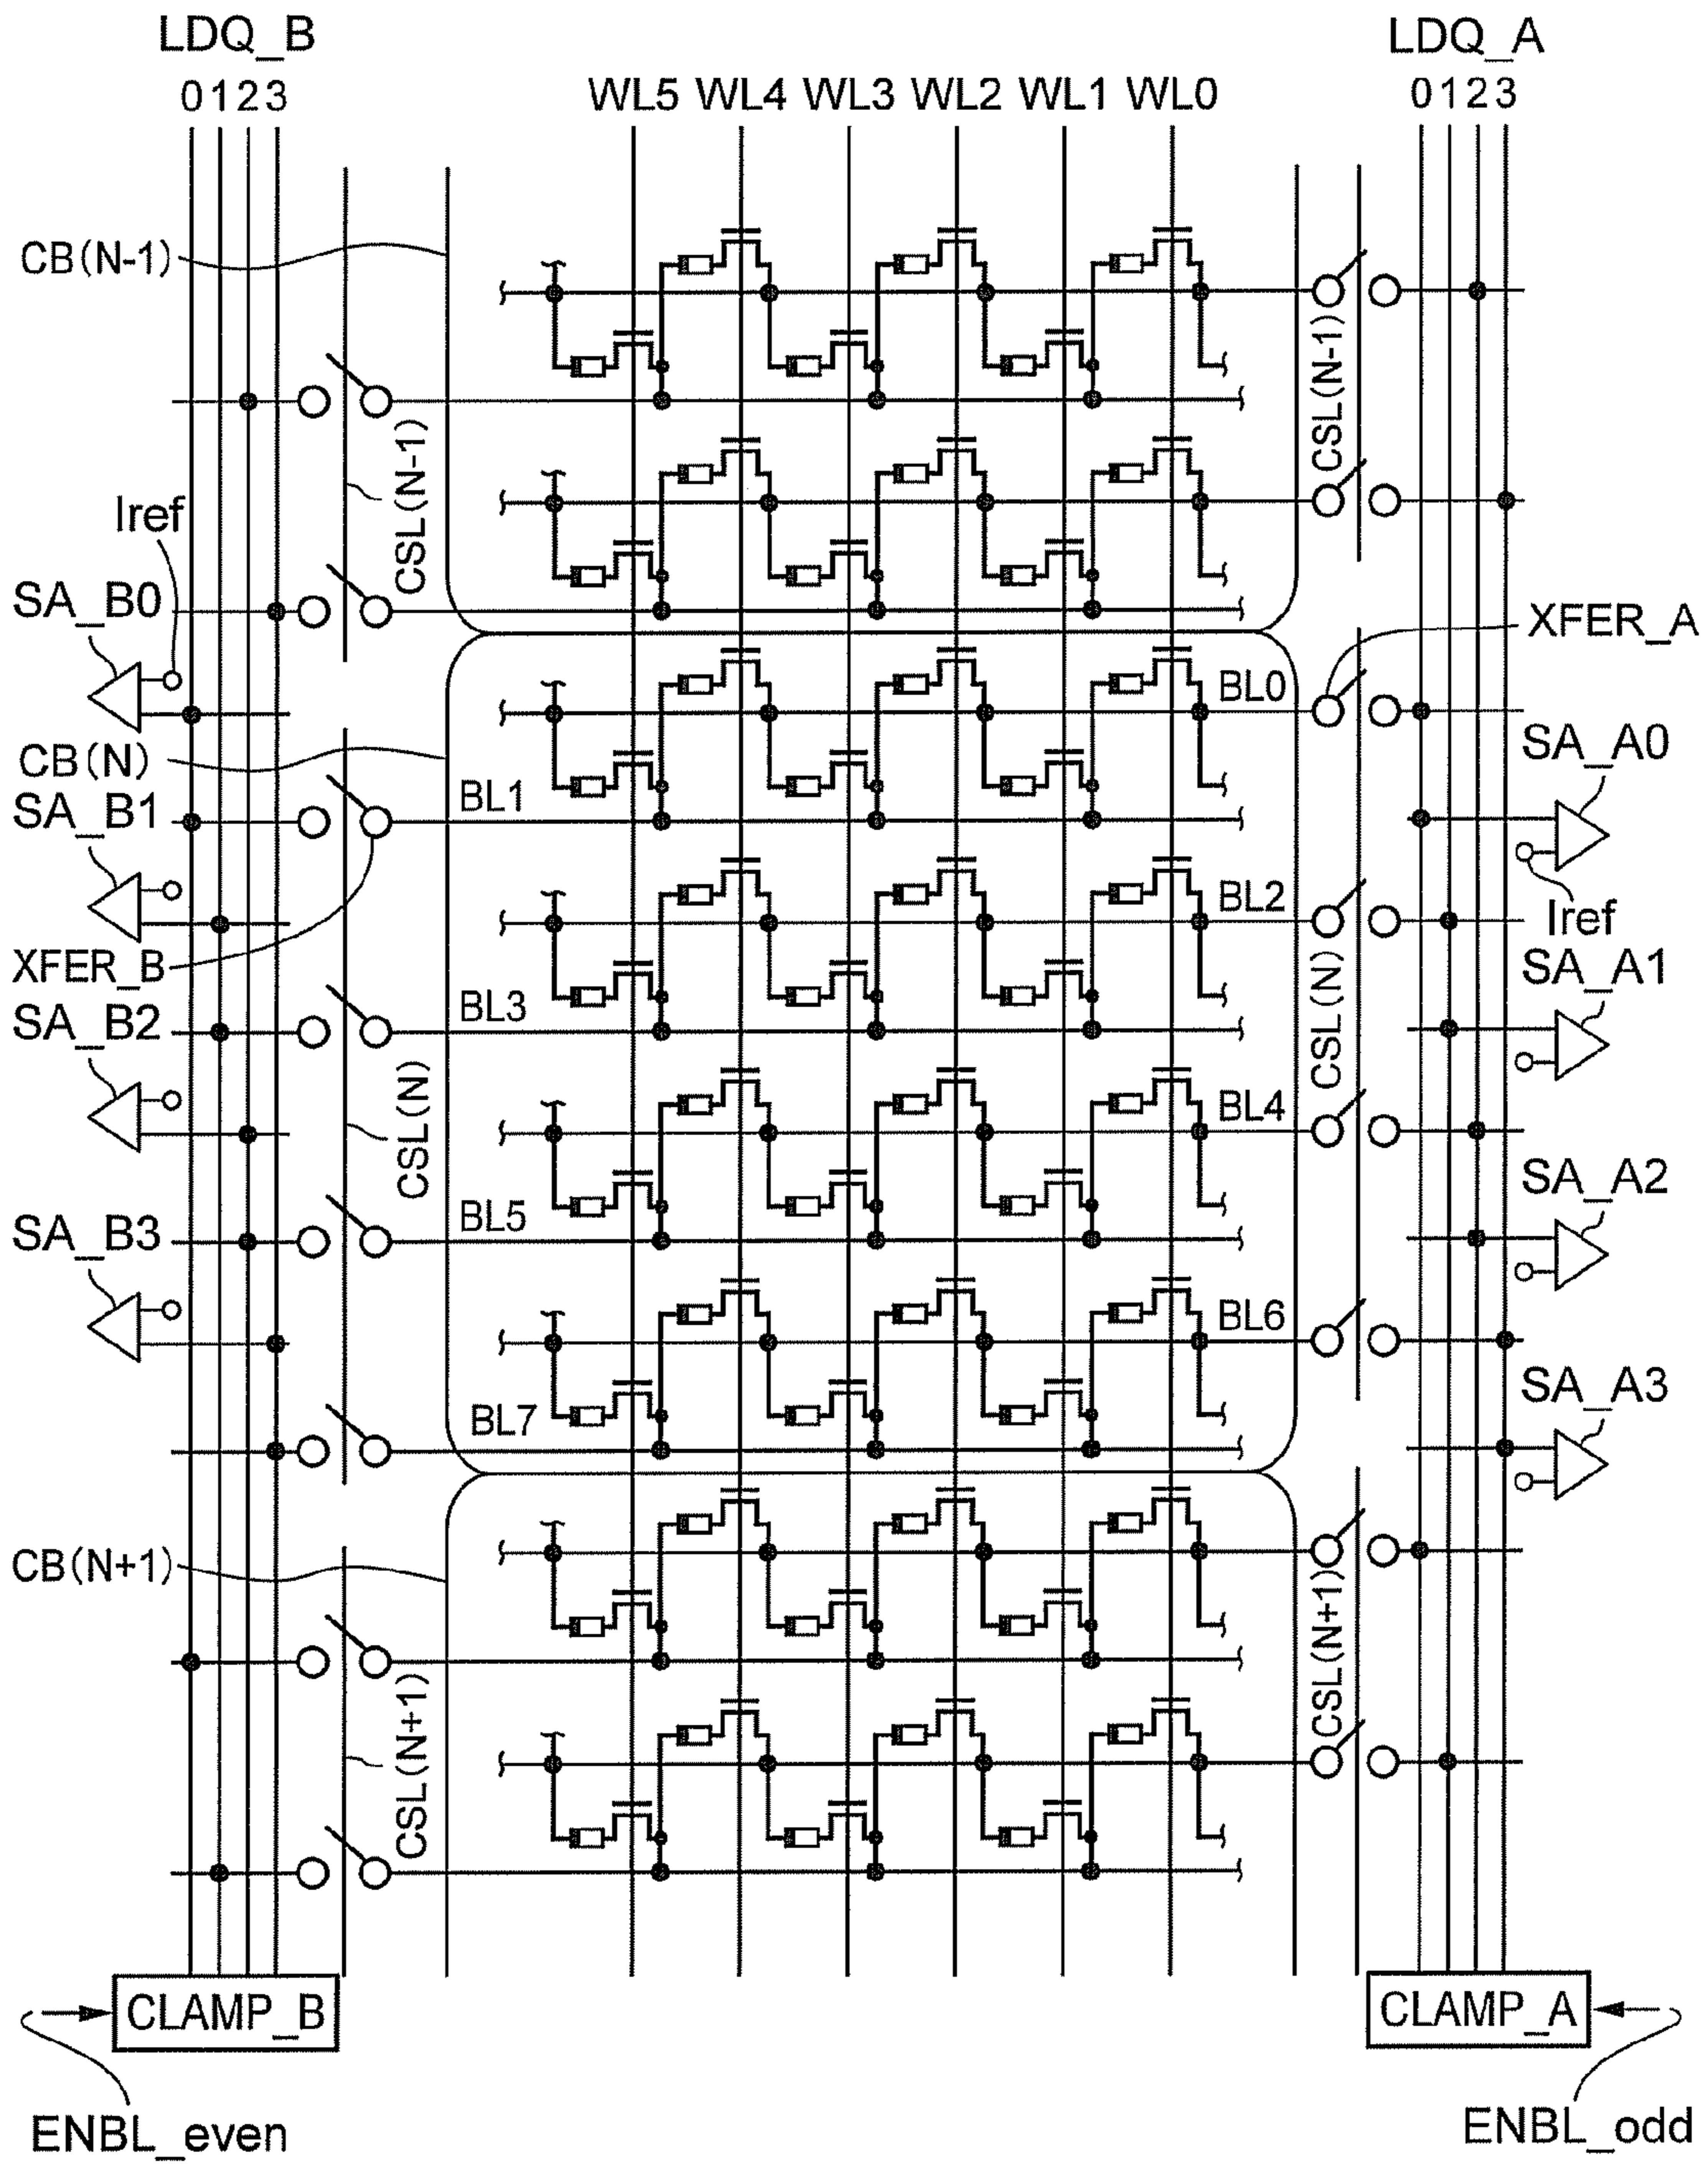 LDQ_B
LDQ_A
0123
WL5 WL4 WL3 WL2 WL1 WL0
0123
CB(N-1)
CSL(N-1)
CSL(N-1)
Iref
SA_B0
XFER_A
BL0
SA_A0
CB(N)
BL1
SA_B1
BL2
Iref
XFER_B
SA_A1
BL3
SA_B2
CSL(N)
CSL(N)
BL4
SA_A2
BL5
SA_B3
BL6
SA_A3
BL7
CB(N+1)
CSL(N+1)
CSL(N+1)
CLAMP_B
CLAMP_A
ENBL_even
ENBL_odd